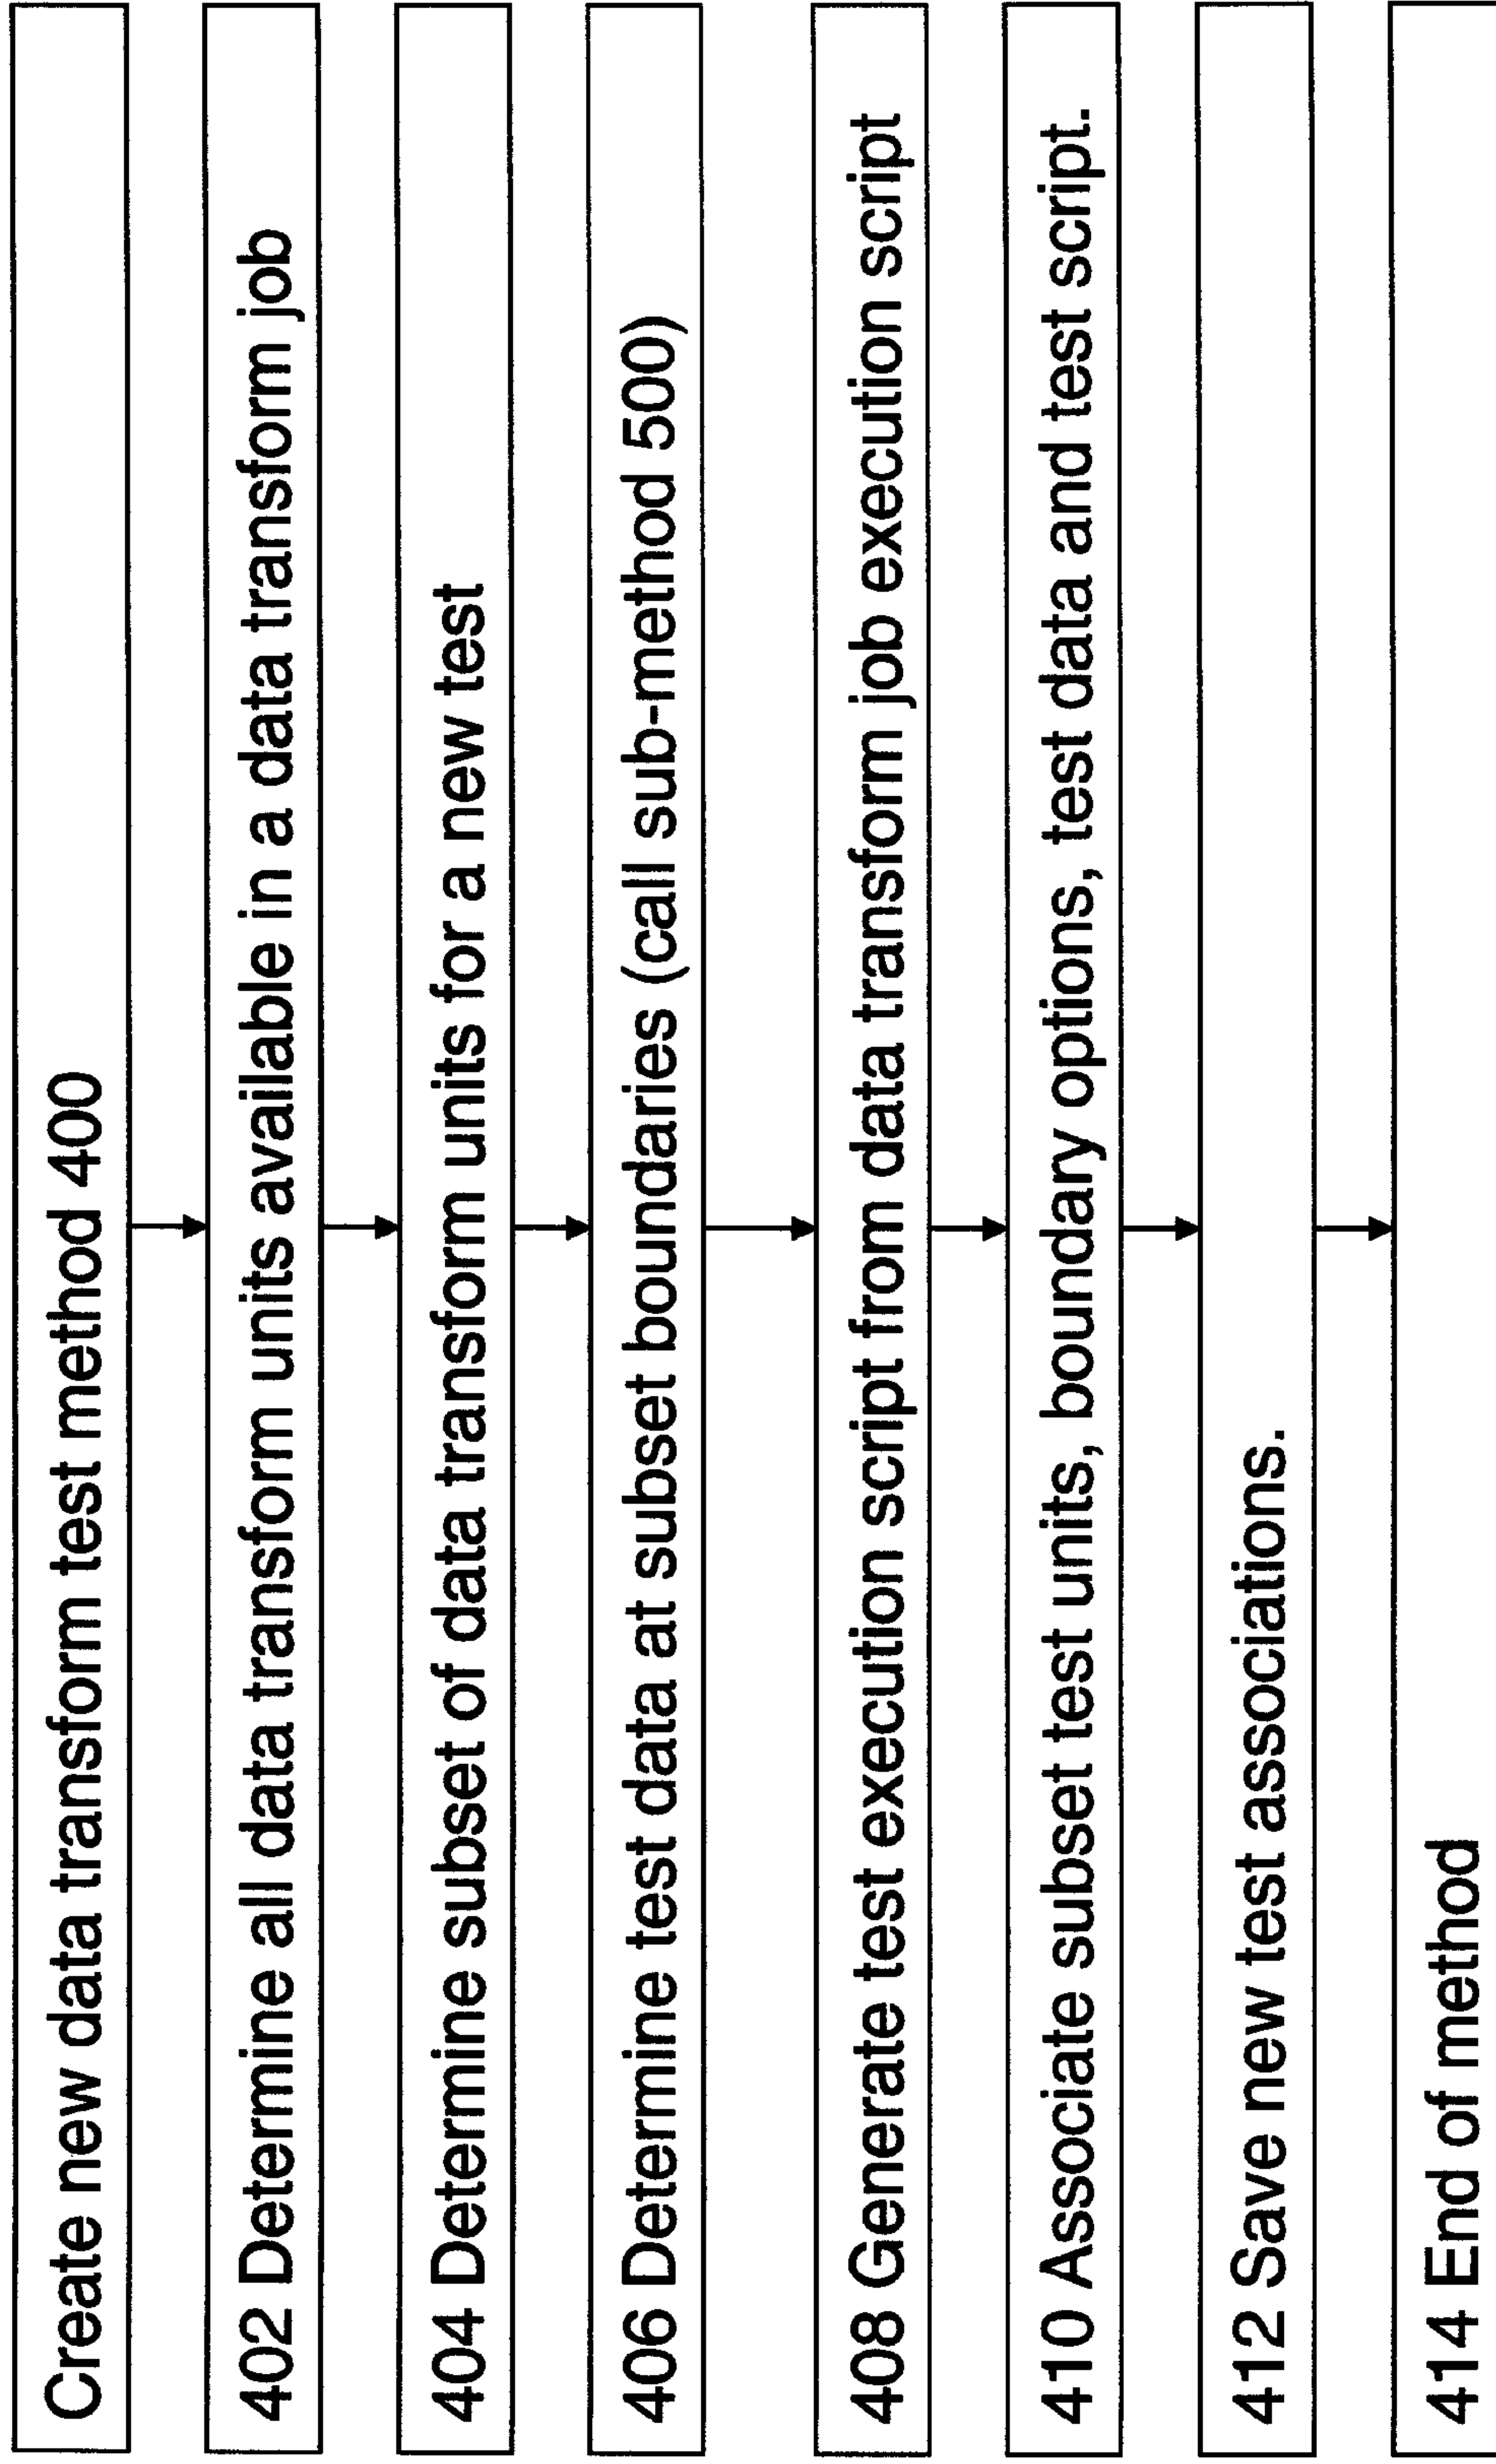 Create new data transform test method 400
402 Determine all data transform units available in a data transform job
404 Determine subset of data transform units for a new test
406 Determine test data at subset boundaries (call sub-method 500)
408 Generate test execution script from data transform job execution script
410 Associate subset test units, boundary options, test data and test script.
412 Save new test associations.
414 End of method